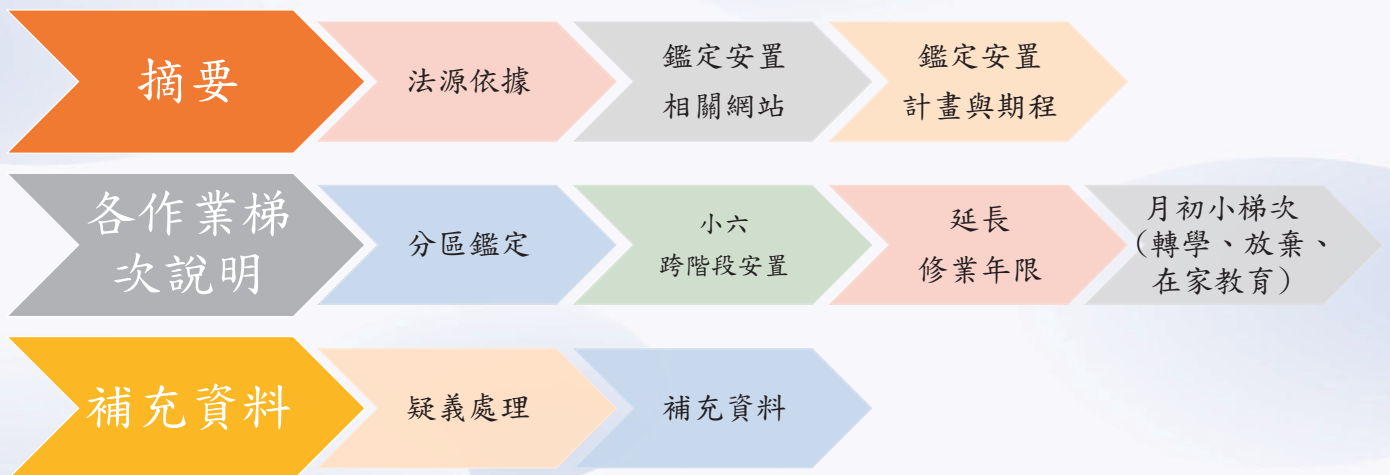 摘要
法源依據
鑑定安置
相關網站
鑑定安置
計畫與期程
各作業梯
次說明
分區鑑定
小六
跨階段安置
延長
修業年限
月初小梯次
（轉學、放棄、
在家教育）
補充資料
疑義處理
補充資料